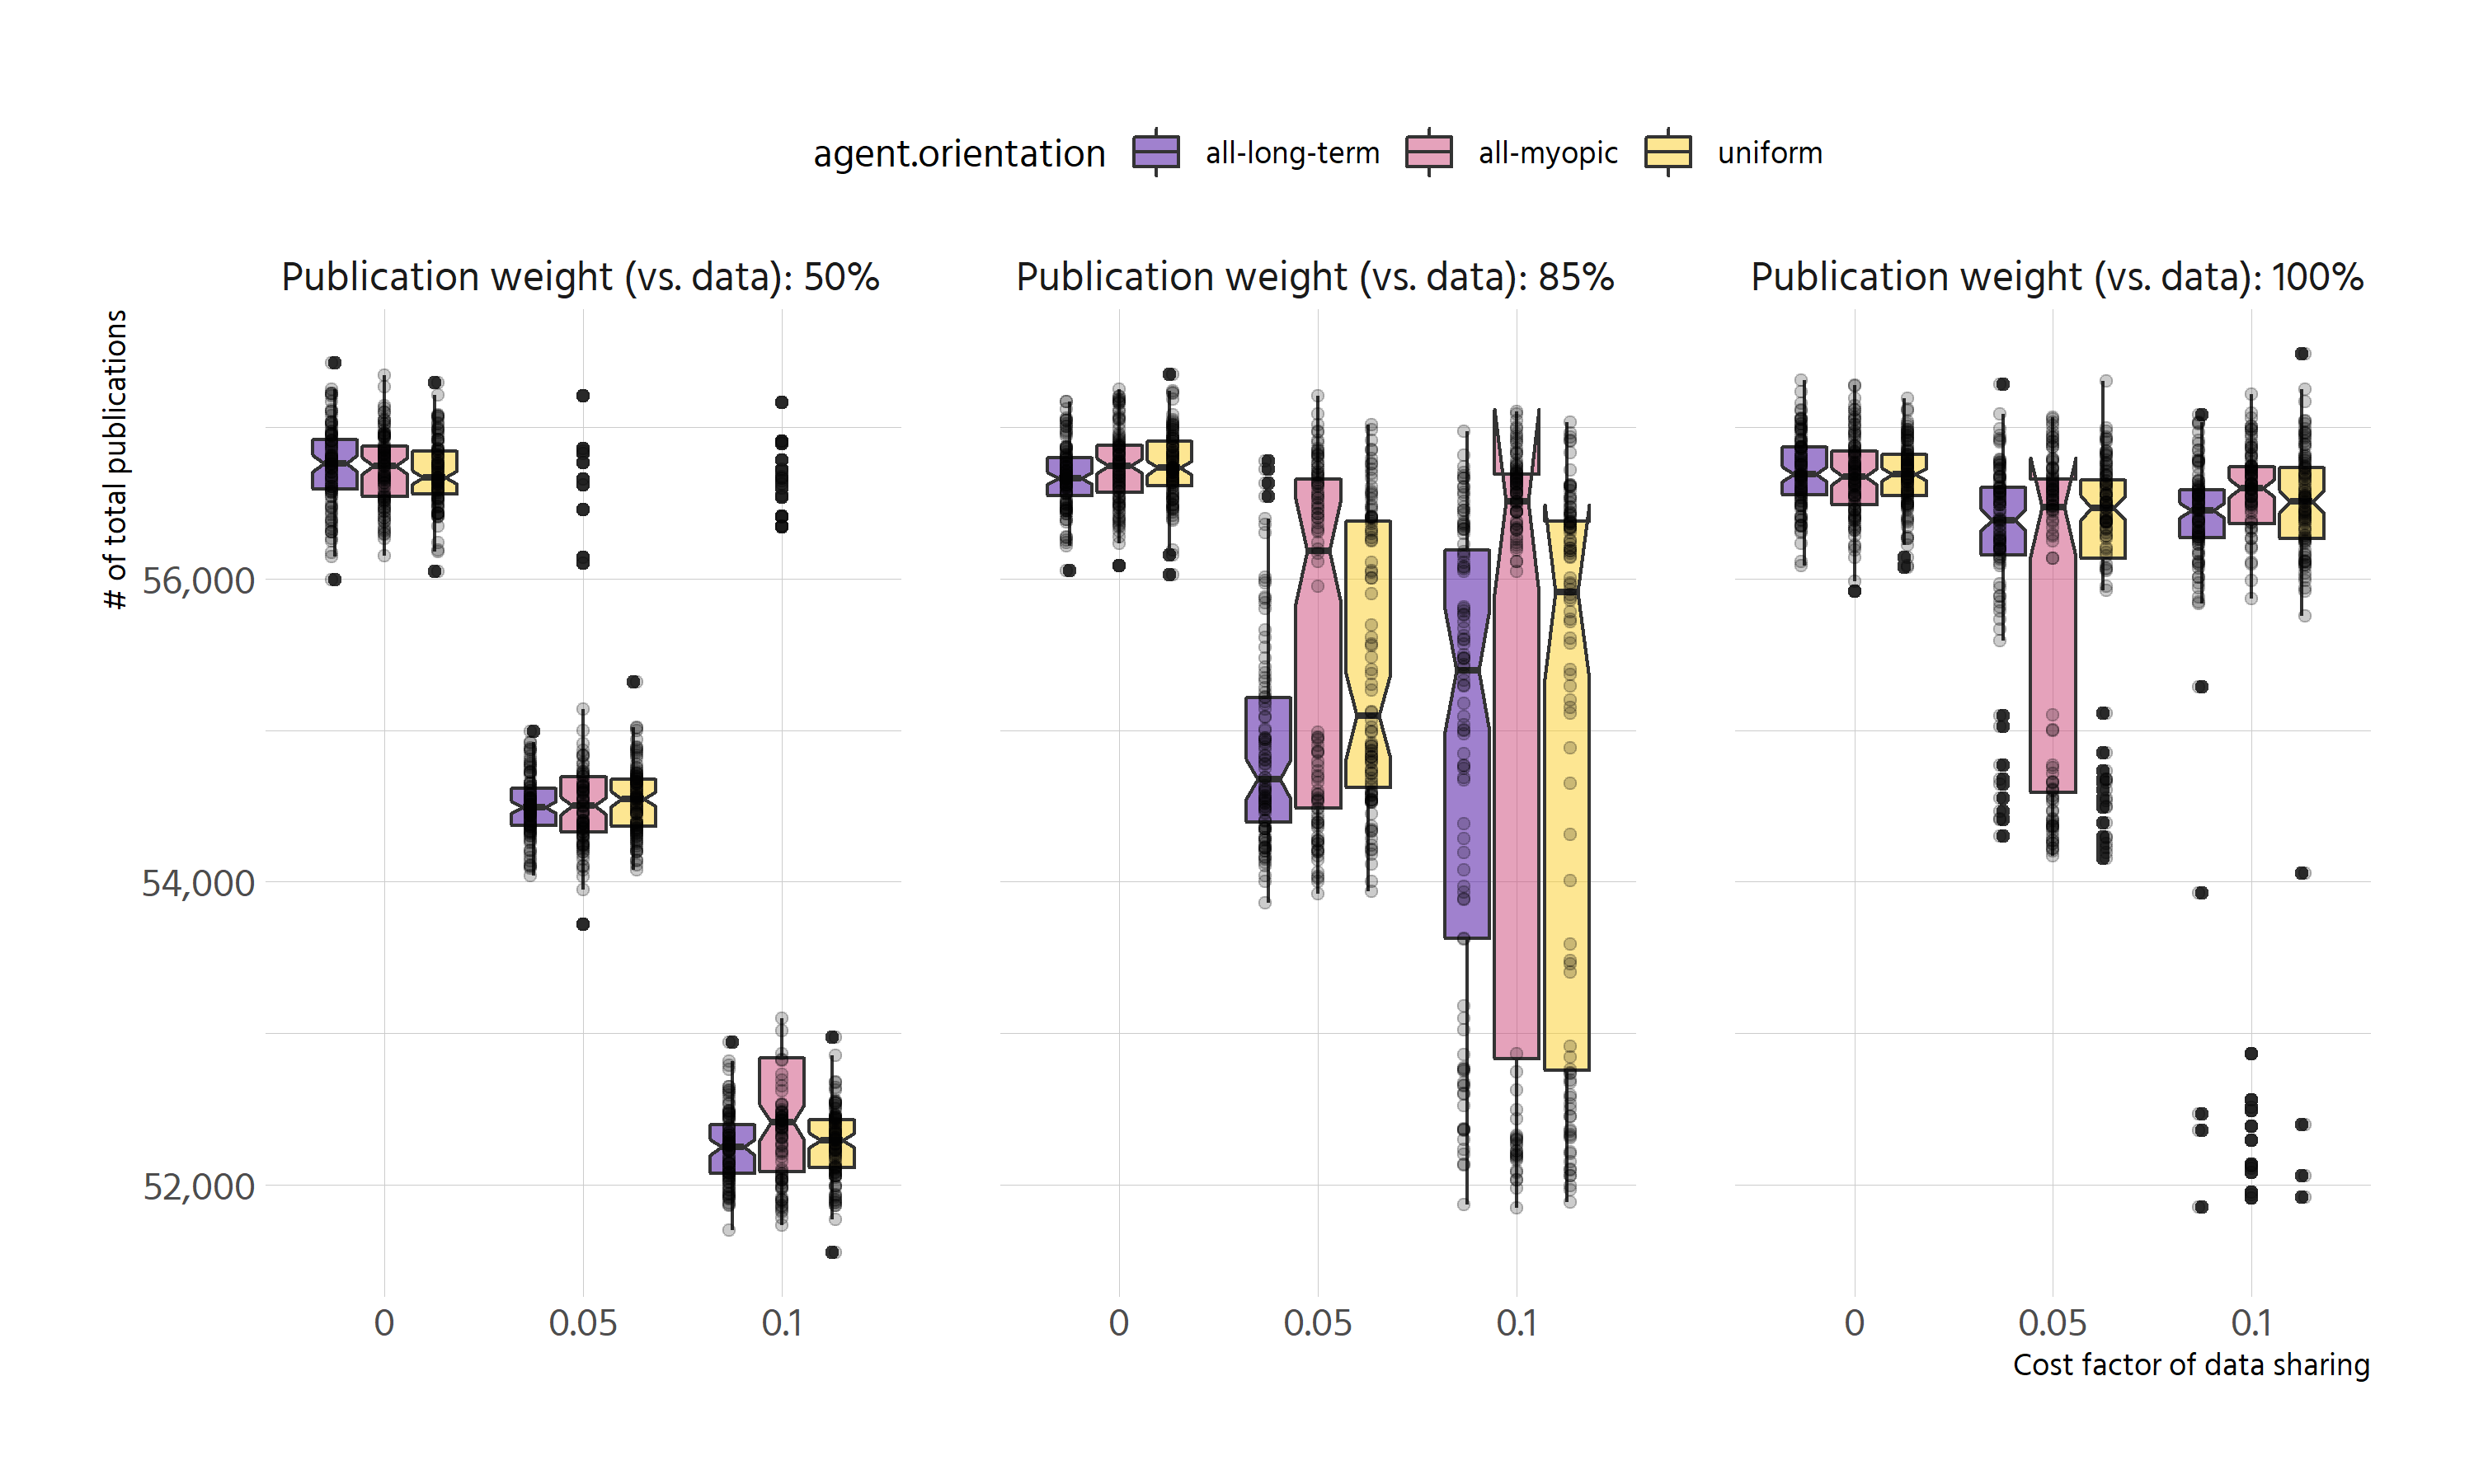 agent.orientation all-long-term all-myopic uniform
Publication weight (vs. data): 50% Publication weight (vs. data): 85% Publication weight (vs. data): 100%
# of total publications
56,000
54,000
52,000
0 0.05 0.1 0 0.05 0.1 0 0.05 0.1
Cost factor of data sharing